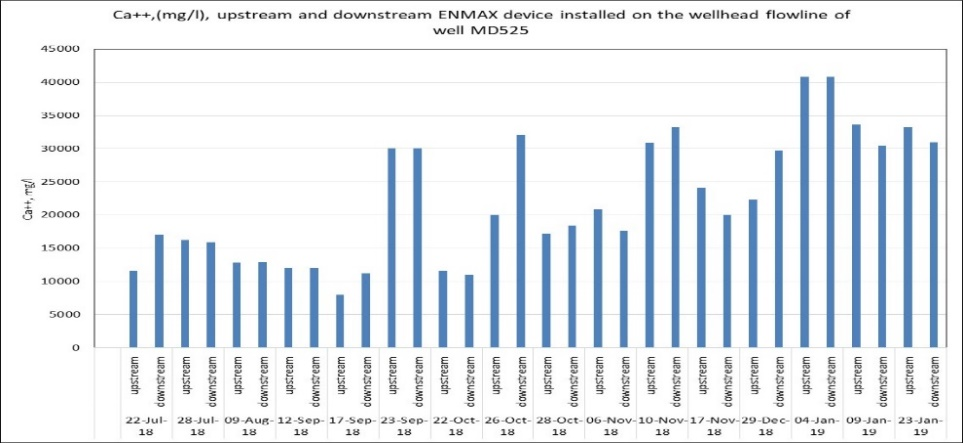 Ca++,(mg/l), upstream and downstream ENMAX device installed on the wellhead flowline of
well MD525
45000
40000
35000
30000
25000
20000
15000
10000
5000
0
Ca++, mg/l
upstream downstream upstream downstream upstream downstream upstream downstream upstream downstream upstream downstream upstream downstream upstream downstream upstream downstream upstream downstream upstream downstream upstream downstream upstream downstream upstream downstream upstream downstream upstream downstream
22-Jul- 28-Jul- 09-Aug- 12-Sep- 17-Sep- 23-Sep- 22-Oct- 26-Oct- 28-Oct- 06-Nov- 10-Nov- 17-Nov- 29-Dec- 04-Jan- 09-Jan- 23-Jan-
18 18 18 18 18 18 18 18 18 18 18 18 18 19 19 19